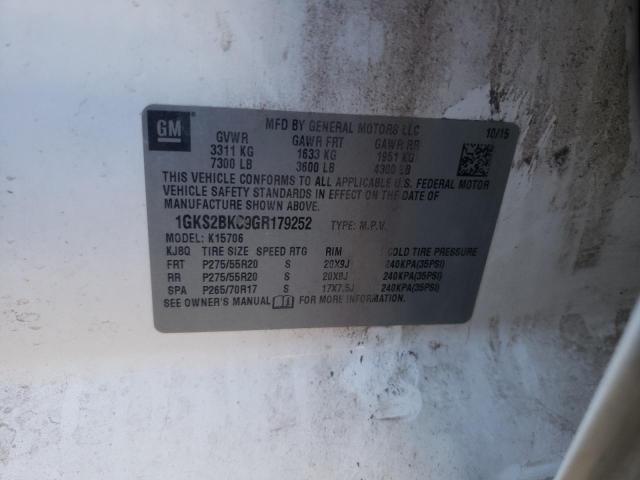 GM
MFD BY GENERAL MOTORS LLC 10/15
GVWR GAWR FRT GAWR RR
3311 KG 1633 KG 1951 KG
7300 LB 3600 LB 4300 LB
THIS VEHICLE CONFORMS TO ALL APPLICABLE U.S. FEDERAL MOTOR
VEHICLE SAFETY STANDARDS IN EFFECT ON THE DATE OF
MANUFACTURE SHOWN ABOVE.
1GKS2BKC9GR179252 TYPE: M.P.V.
MODEL: K15706
KJ8Q TIRE SIZE SPEED RTG RIM COLD TIRE PRESSURE
FRT P275/55R20 S 20X9J 240KPA(35PSI)
RR P275/55R20 S 20X9J 240KPA(35PSI)
SPA P265/70R17 S 17X7.5J 240KPA(35PSI)
SEE OWNER'S MANUAL FOR MORE INFORMATION.